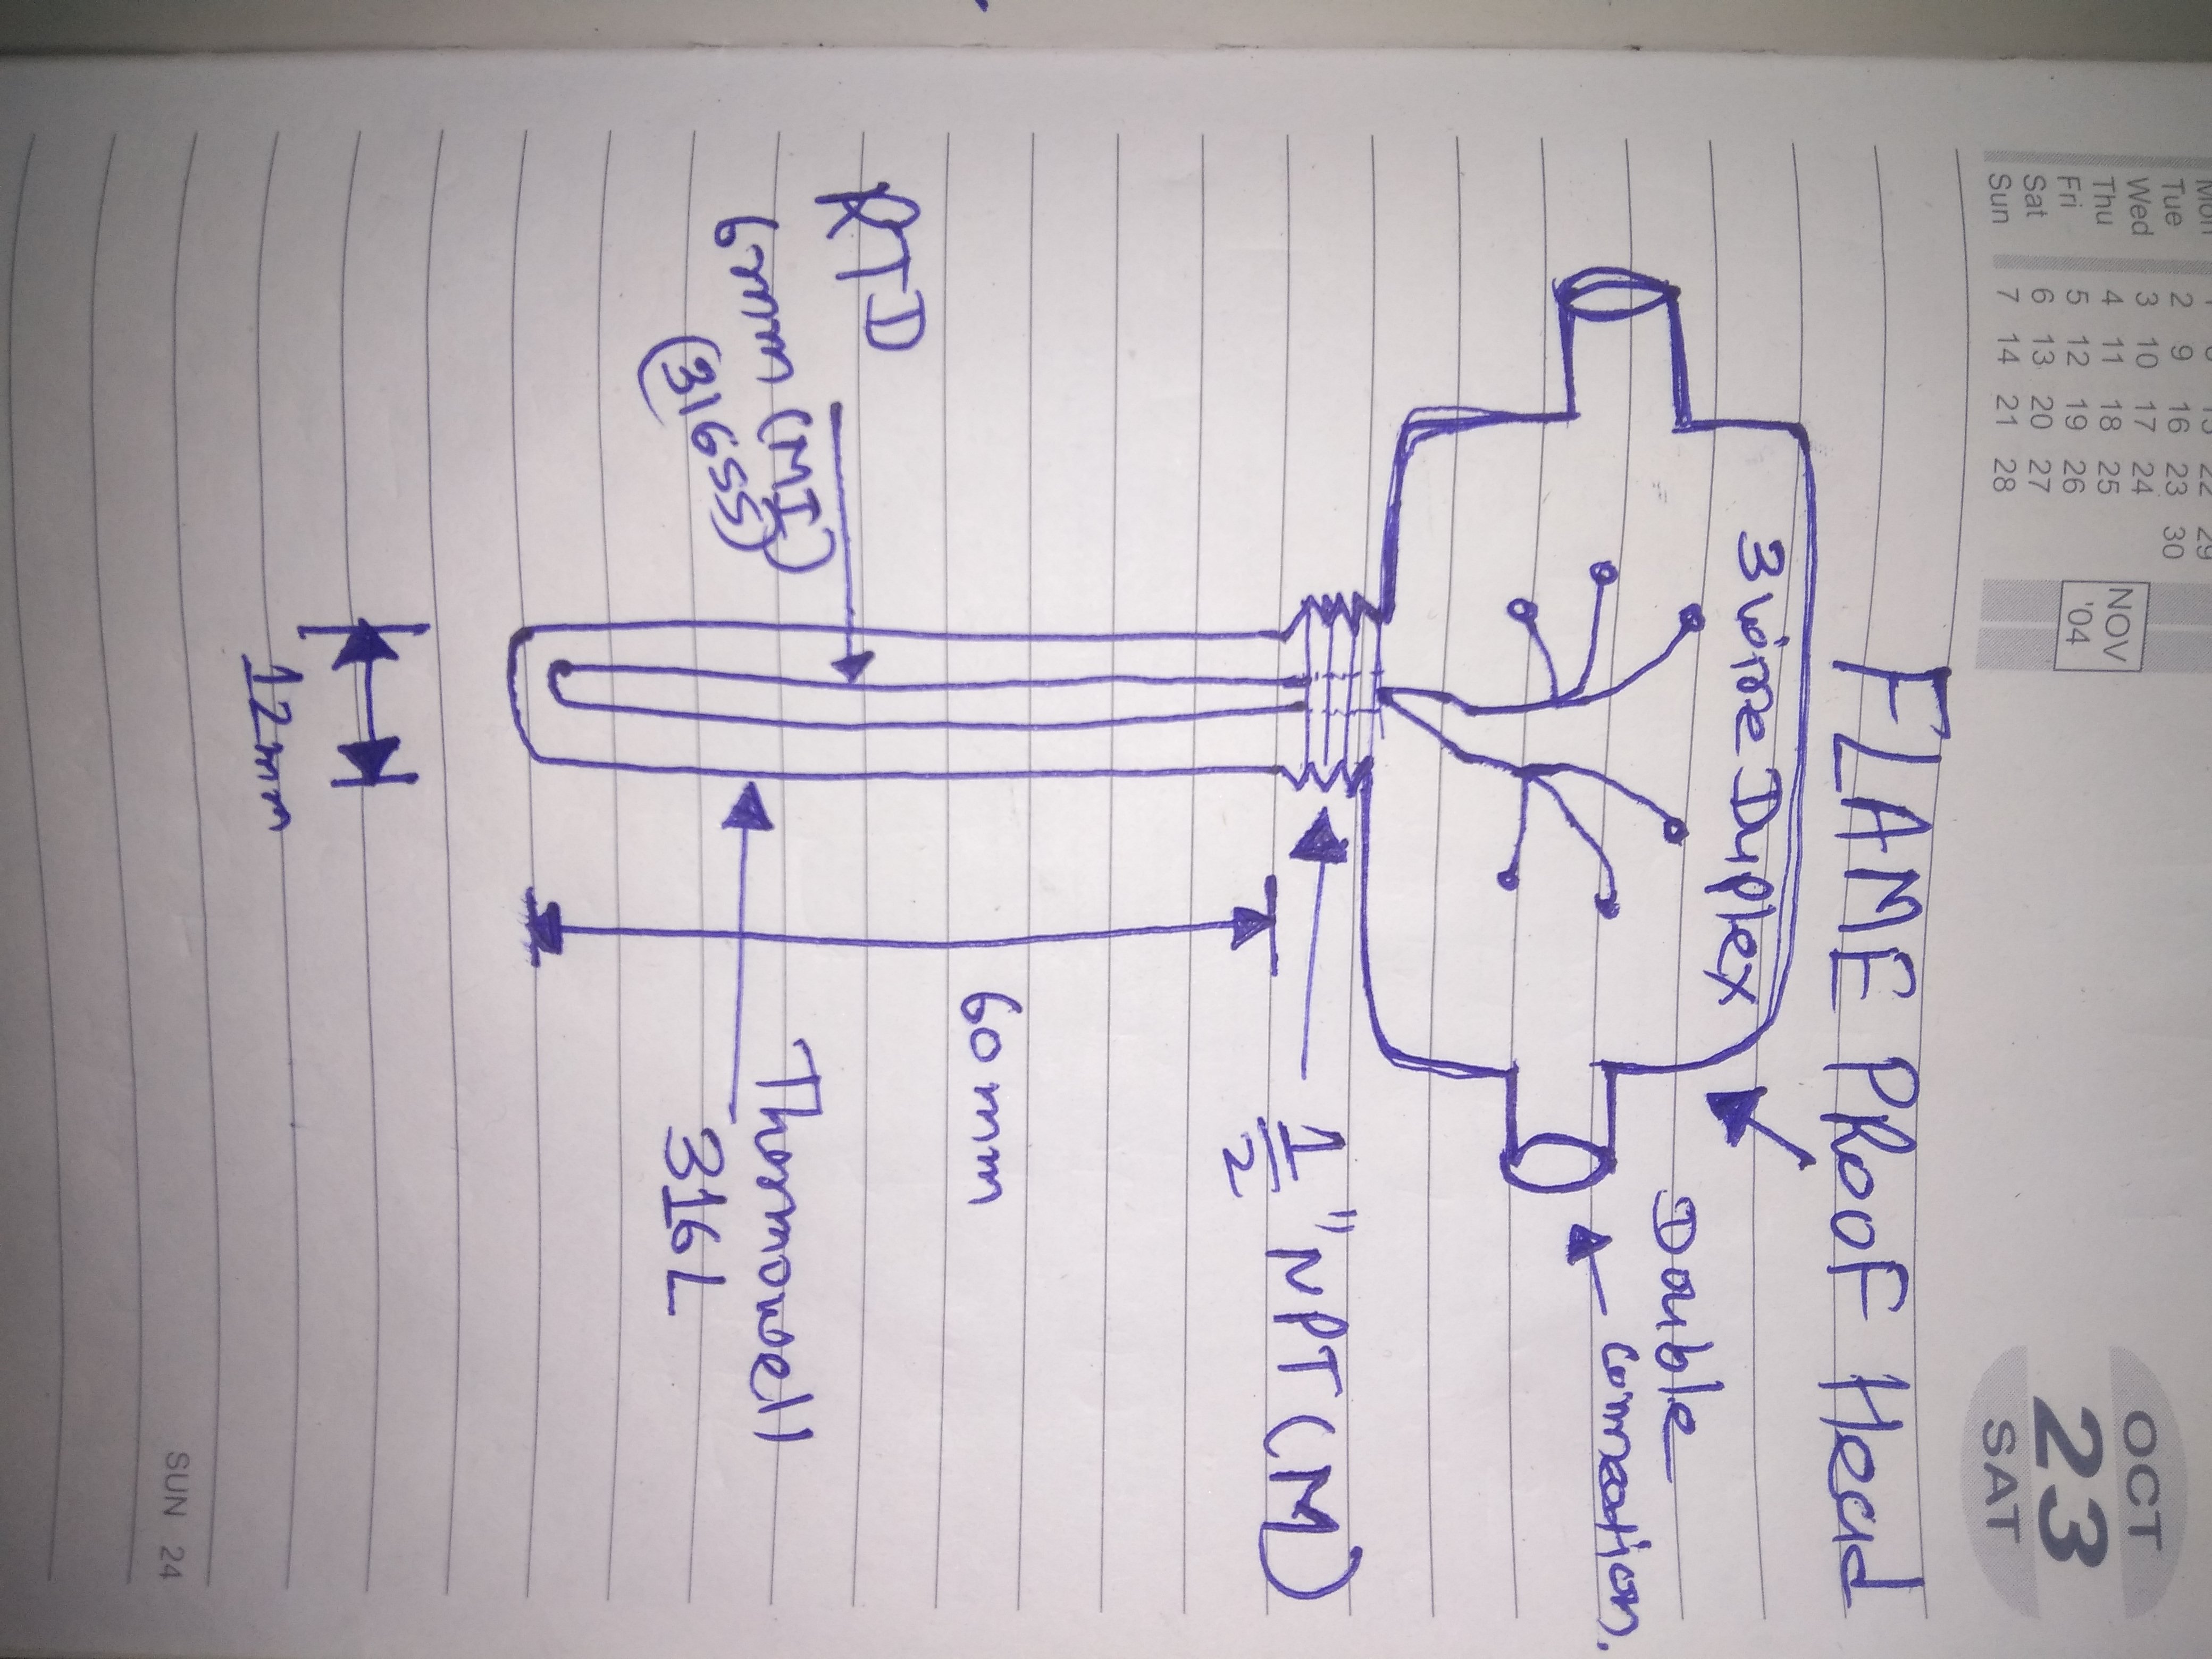 OCT
23
SAT
NOV
'04
Mon
Tue 2 9 16 23 30
Wed 3 10 17 24
Thu 4 11 18 25
Fri 5 12 19 26
Sat 6 13 20 27
Sun 7 14 21 28
FLAME PROOF Head
3 wire Duplex
Double
Connection.
1/2" NPT (M)
RTD
6mm (MI)
(316SS)
60 mm
Thermowell
316L
12mm
SUN 24